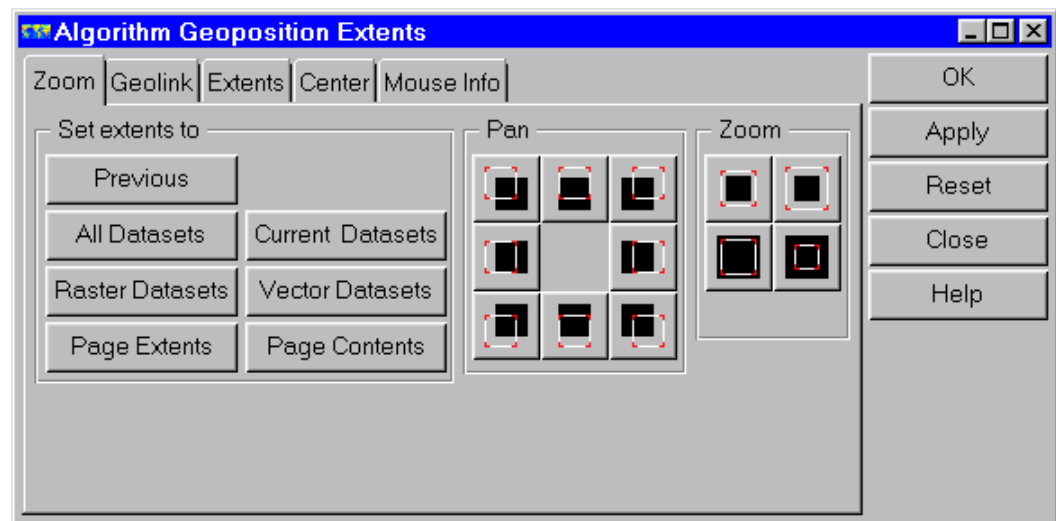 Algorithm Geoposition Extents
Zoom Geolink Extents Center Mouse Info
OK
Apply
Reset
Close
Help
Set extents to
Previous
All Datasets Current Datasets
Raster Datasets Vector Datasets
Page Extents Page Contents
Pan
Zoom